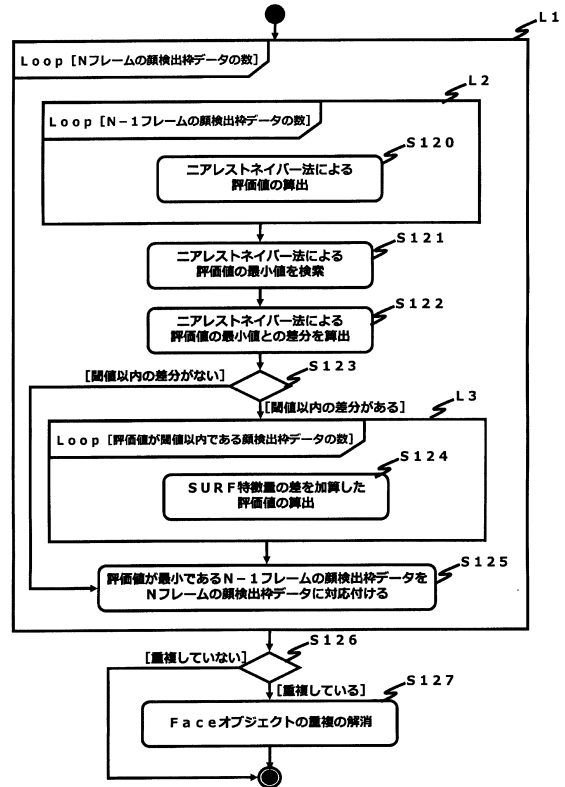 L1
Loop[Nフレームの顔検出枠データの数]
L2
Loop[N−1フレームの顔検出枠データの数]
S120
ニアレストネイバー法による
評価値の算出
S121
ニアレストネイバー法による
評価値の最小値を検索
S122
ニアレストネイバー法による
評価値の最小値との差分を算出
S123
[閾値以内の差分がない]
[閾値以内の差分がある]
L3
Loop[評価値が閾値以内である顔検出枠データの数]
S124
SURF特徴量の差を加算した
評価値の算出
S125
評価値が最小であるN−1フレームの顔検出枠データを
Nフレームの顔検出枠データに対応付ける
S126
[重複していない]
[重複している]
S127
Faceオブジェクトの重複の解消